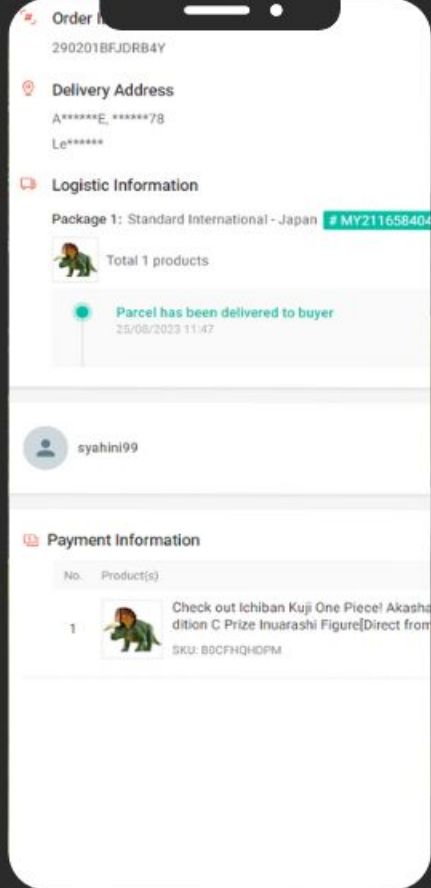 Order I
290201BFJDRB4Y
Delivery Address
A******E, ******78
Le******
Logistic Information
Package 1: Standard International - Japan # MY211658404
Total 1 products
Parcel has been delivered to buyer
25/08/2023 11:47
syahini99
Payment Information
No. Product(s)
1
Check out Ichiban Kuji One Piece! Akasha
dition C Prize Inuarashi Figure[Direct from
SKU: B0CFHQHDPM